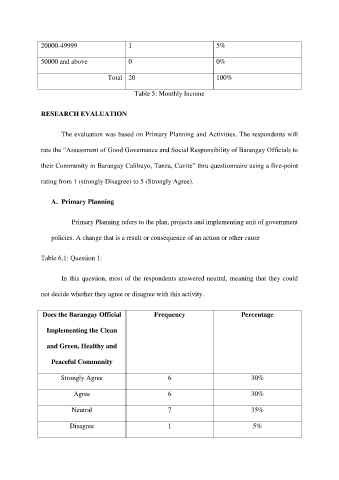 20000-49999 1 5%
50000 and above 0 0%
Total 20 100%
Table 5: Monthly Income
RESEARCH EVALUATION
The evaluation was based on Primary Planning and Activities. The respondents will
rate the “Assessment of Good Governance and Social Responsibility of Barangay Officials to
their Community in Barangay Calibuyo, Tanza, Cavite” thru questionnaire using a five-point
rating from 1 (strongly Disagree) to 5 (Strongly Agree).
A. Primary Planning
Primary Planning refers to the plan, projects and implementing unit of government
policies. A change that is a result or consequence of an action or other cause
Table 6.1: Question 1:
In this question, most of the respondents answered neutral, meaning that they could
not decide whether they agree or disagree with this activity.
Does the Barangay Official Frequency Percentage
Implementing the Clean
and Green, Healthy and
Peaceful Community
Strongly Agree 6 30%
Agree 6 30%
Neutral 7 35%
Disagree 1 5%